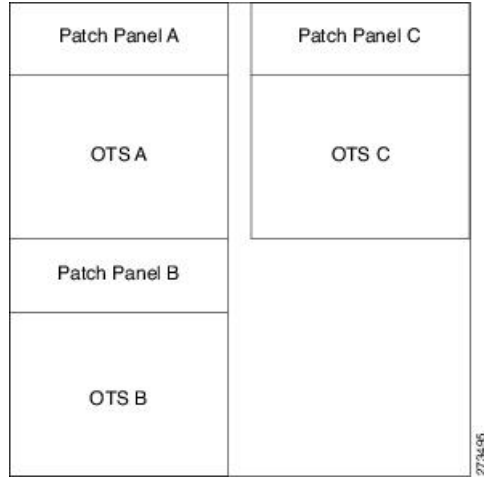 Patch Panel A
Patch Panel C
OTS A
OTS C
Patch Panel B
OTS B
273495